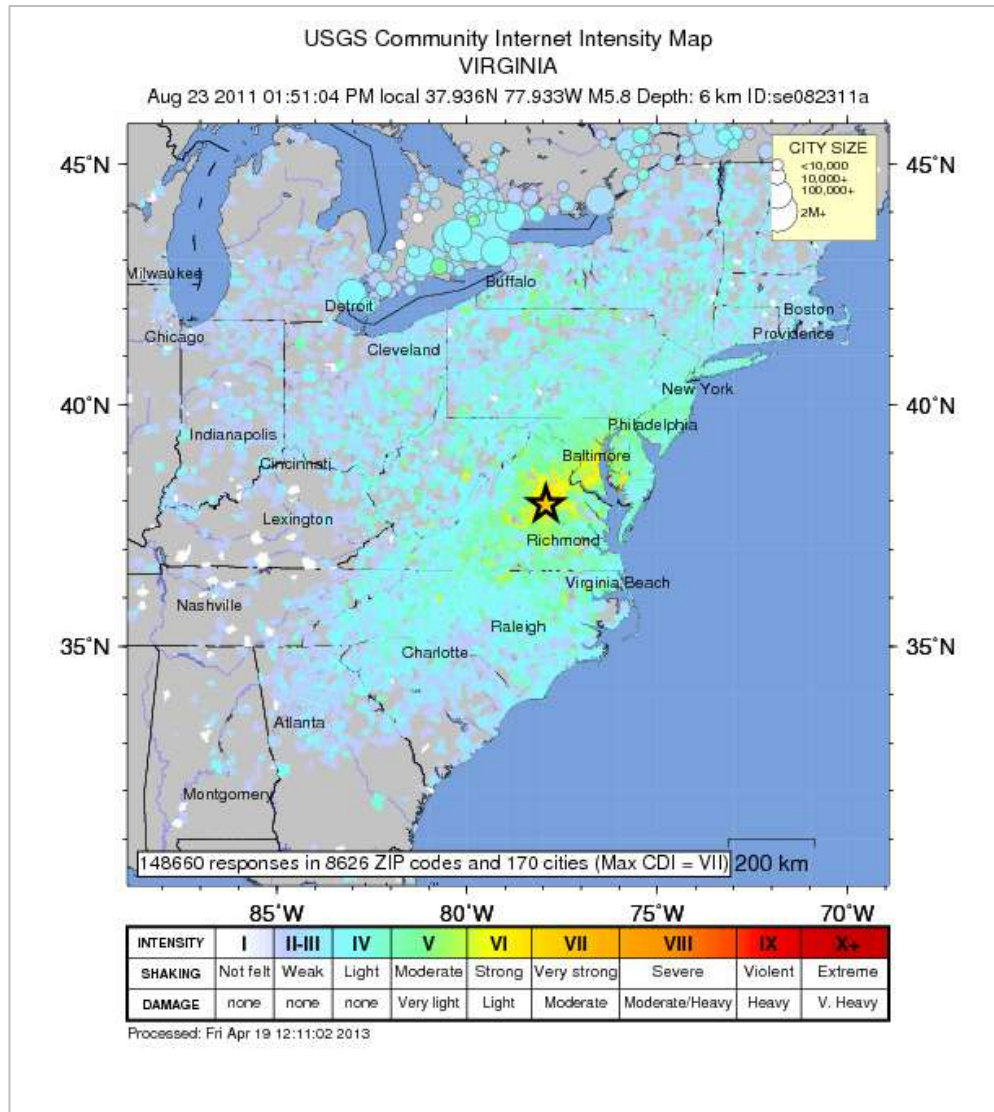 USGS Community Internet Intensity Map
VIRGINIA
Aug 23 2011 01:51:04 PM local 37.936N 77.933W M5.8 Depth: 6 km ID:se082311a
CITY SIZE
<10,000
10,000+
100,000+
2M+
45˚N
45˚N
Milwaukee
Buffalo
Detroit
Boston
Chicago
Providence
Cleveland
New York
40˚N
40˚N
Philadelphia
Indianapolis
Baltimore
Cincinnati
Lexington
Richmond
Virginia Beach
Nashville
Raleigh
35˚N
35˚N
Charlotte
Atlanta
Montgomery
148660 responses in 8626 ZIP codes and 170 cities (Max CDI = VII)
200 km
85˚W 80˚W 75˚W 70˚W
INTENSITY I II-III IV V VI VII VIII IX X+
SHAKING Not felt Weak Light Moderate Strong Very strong Severe Violent Extreme
DAMAGE none none none Very light Light Moderate Moderate/Heavy Heavy V. Heavy
Processed: Fri Apr 19 12:11:02 2013